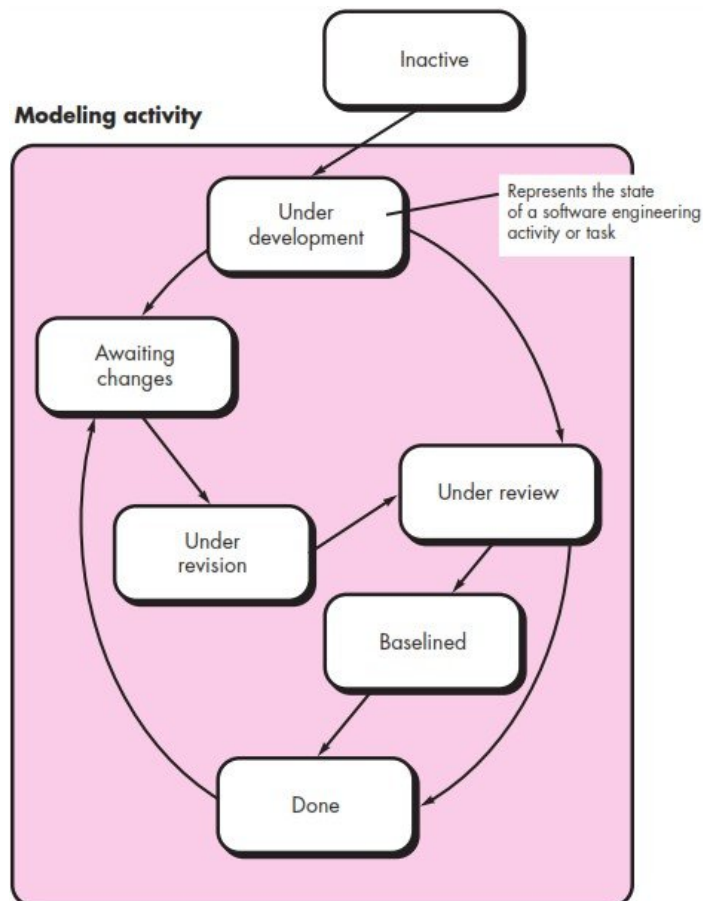 Inactive
Modeling activity
Under
development
Represents the state
of a software engineering
activity or task
Awaiting
changes
Under review
Under
revision
Baselined
Done